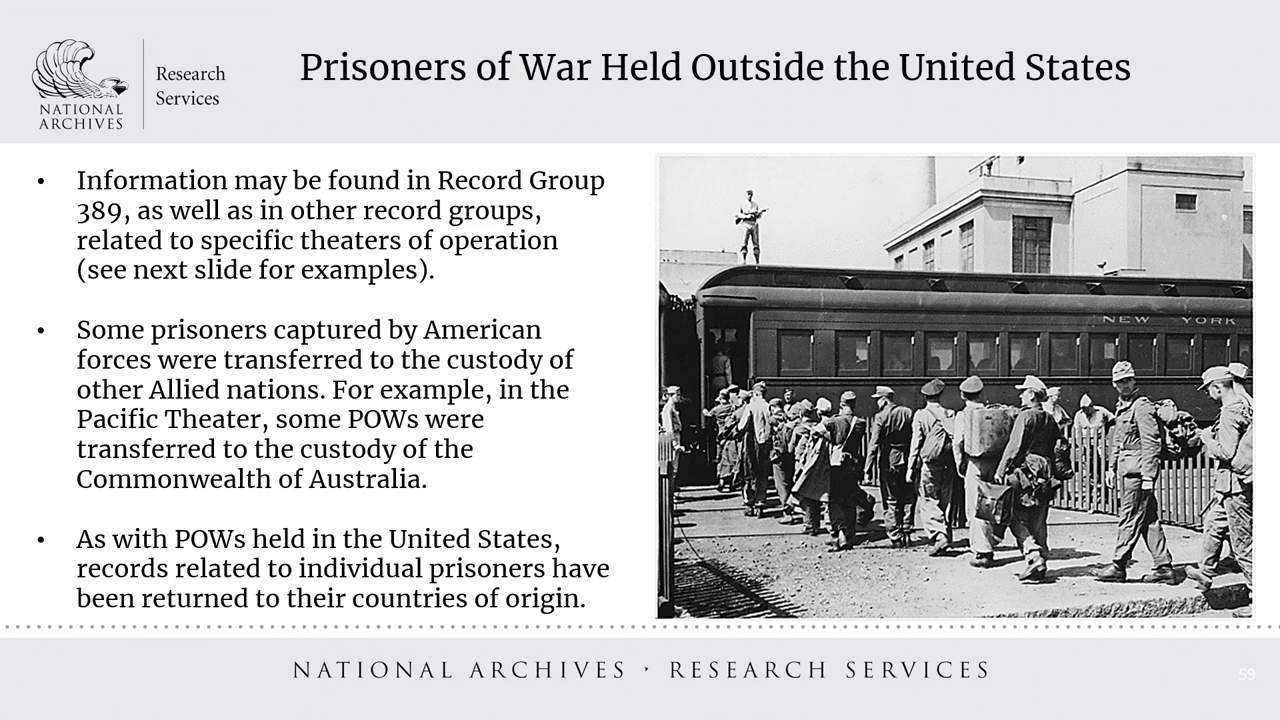 NATIONAL
ARCHIVES
Research
Services
Prisoners of War Held Outside the United States
• Information may be found in Record Group
389, as well as in other record groups,
related to specific theaters of operation
(see next slide for examples).
• Some prisoners captured by American
forces were transferred to the custody of
other Allied nations. For example, in the
Pacific Theater, some POWs were
transferred to the custody of the
Commonwealth of Australia.
• As with POWs held in the United States,
records related to individual prisoners have
been returned to their countries of origin.
NEW YORK
NATIONAL ARCHIVES · RESEARCH SERVICES
59